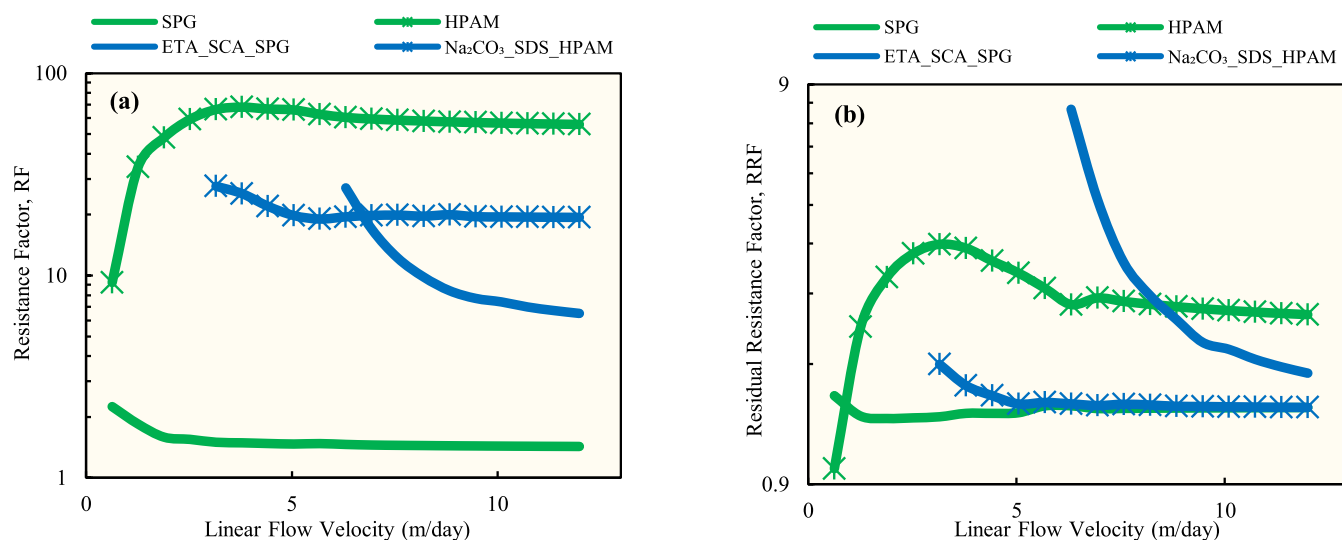 SPG HPAM
ETA_SCA_SPG Na₂CO₃_SDS_HPAM
100
(a)
10
1
0 5 10
Resistance Factor, RF
Linear Flow Velocity (m/day)
SPG HPAM
ETA_SCA_SPG Na₂CO₃_SDS_HPAM
9
(b)
0.9
0 5 10
Residual Resistance Factor, RRF
Linear Flow Velocity (m/day)